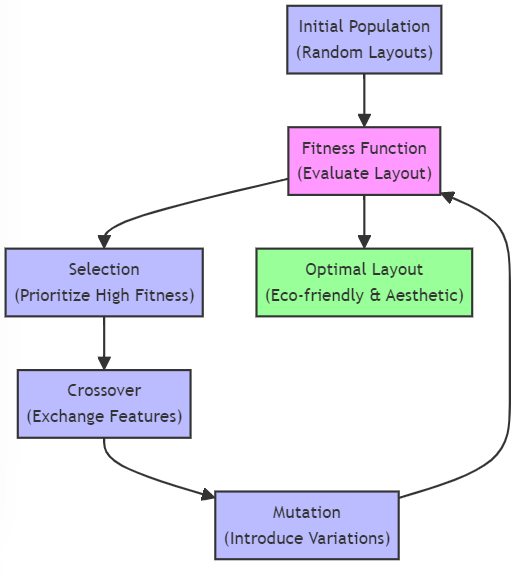 Initial Population
(Random Layouts)
Fitness Function
(Evaluate Layout)
Selection
(Prioritize High Fitness)
Optimal Layout
(Eco-friendly & Aesthetic)
Crossover
(Exchange Features)
Mutation
(Introduce Variations)